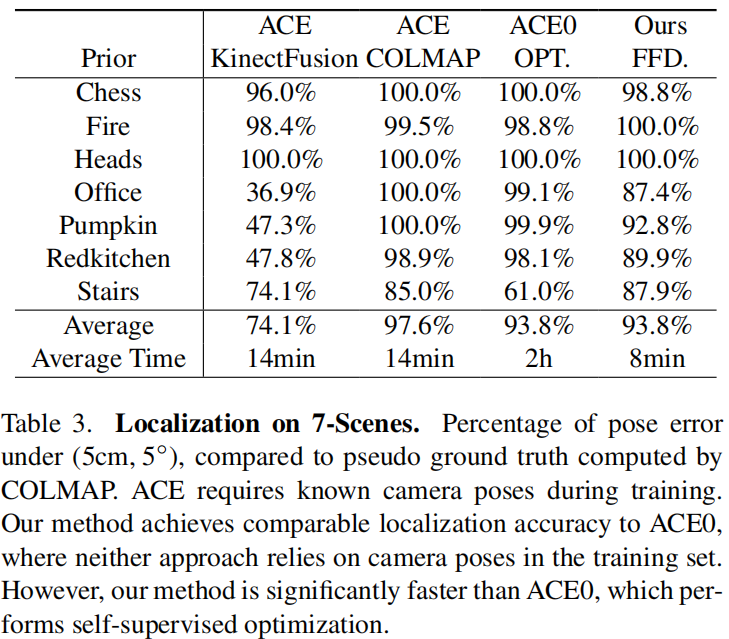 Prior ACE KinectFusion ACE COLMAP ACE0 OPT. Ours FFD.
Chess 96.0% 100.0% 100.0% 98.8%
Fire 98.4% 99.5% 98.8% 100.0%
Heads 100.0% 100.0% 100.0% 100.0%
Office 36.9% 100.0% 99.1% 87.4%
Pumpkin 47.3% 100.0% 99.9% 92.8%
Redkitchen 47.8% 98.9% 98.1% 89.9%
Stairs 74.1% 85.0% 61.0% 87.9%
Average 74.1% 97.6% 93.8% 93.8%
Average Time 14min 14min 2h 8min
Table 3. Localization on 7-Scenes. Percentage of pose error
under (5cm, 5°), compared to pseudo ground truth computed by
COLMAP. ACE requires known camera poses during training.
Our method achieves comparable localization accuracy to ACE0,
where neither approach relies on camera poses in the training set.
However, our method is significantly faster than ACE0, which per-
forms self-supervised optimization.